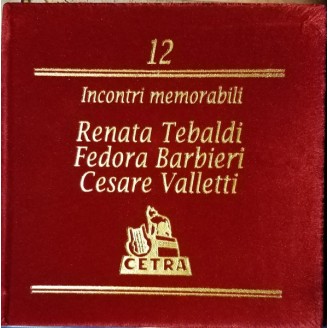 12
Incontri memorabili
Renata Tebaldi
Fedora Barbieri
Cesare Valletti
CETRA